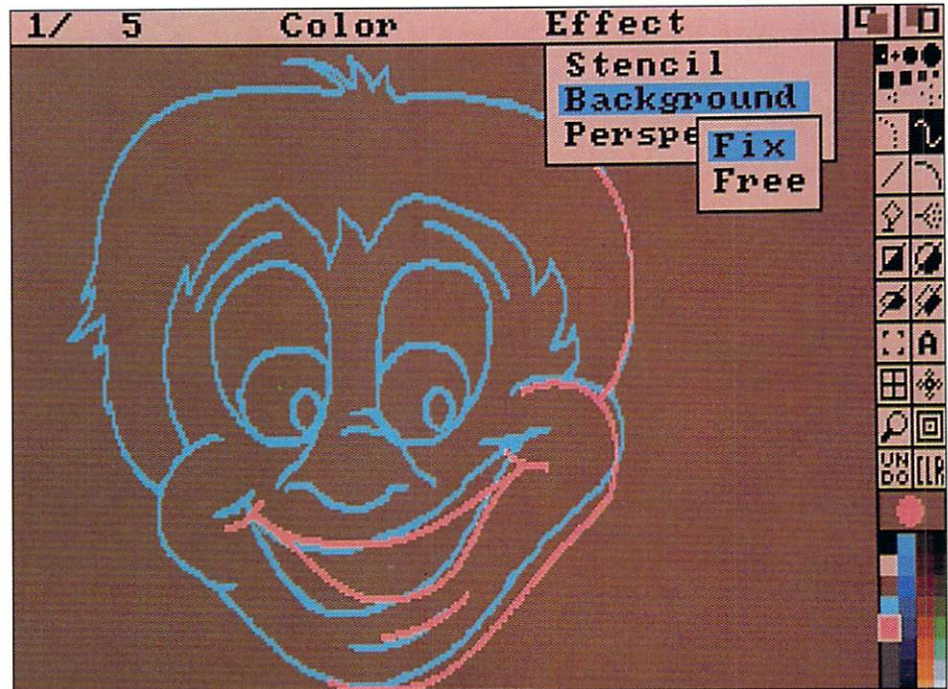 1/ 5 Color Effect
Stencil
Background
Perspe
Fix
Free
A
UN
DO
CLR